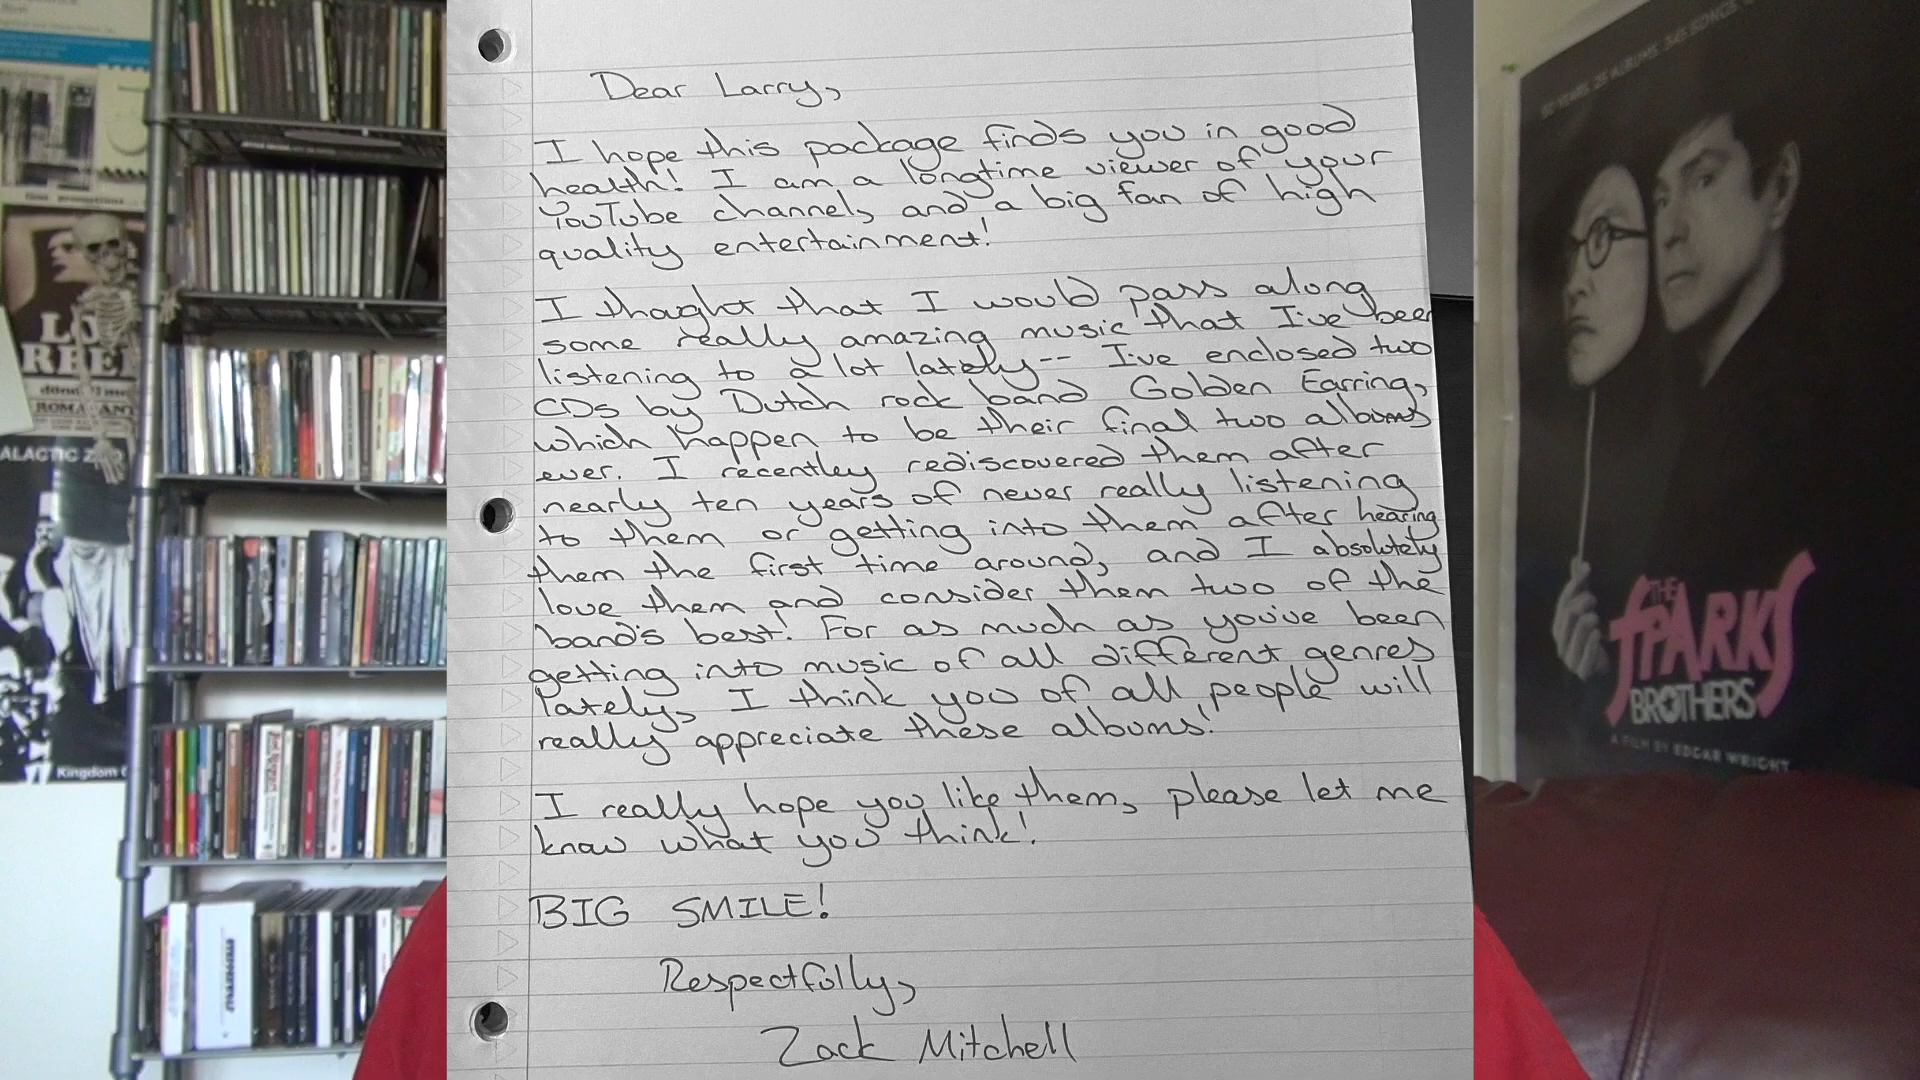 Dear Larry,
I hope this package finds you in good
health! I am a longtime viewer of your
YouTube channel, and a big fan of high
quality entertainment!
I thought that I would pass along
some really amazing music that I've been
listening to a lot lately-- I've enclosed two
CDs by Dutch rock band Golden Earring,
which happen to be their final two albums
ever. I recentley rediscovered them after
nearly ten years of never really listening
to them or getting into them after hearing
them the first time around, and I absolutely
love them and consider them two of the
band's best! For as much as you've been
getting into music of all different genres
lately, I think you of all people will
really appreciate these albums!
I really hope you like them, please let me
know what you think!
BIG SMILE!
Respectfully,
Zack Mitchell
ALACTIC Z
Kingdom
THE
SPARKS
BROTHERS
A FILM BY EDGAR WRIGHT